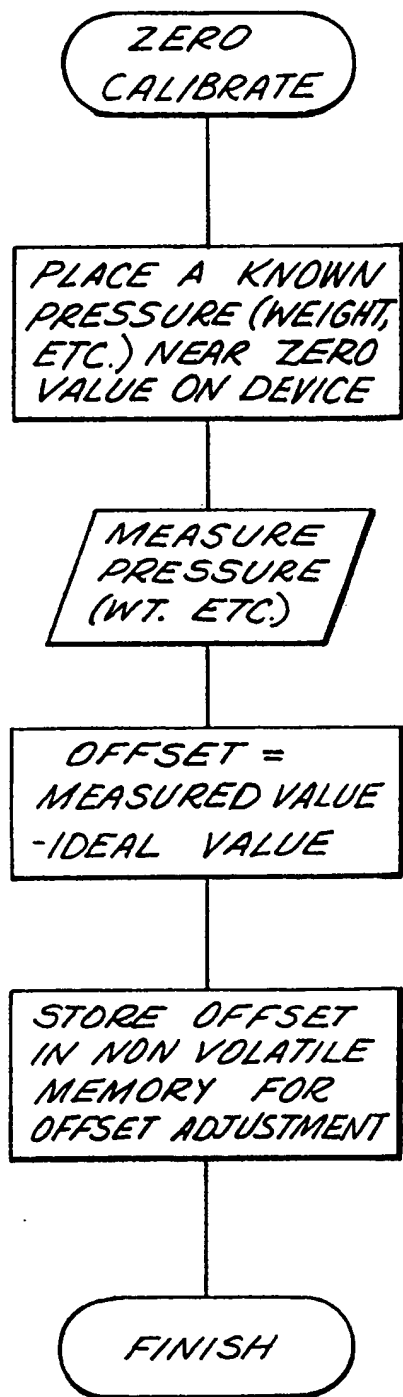 ZERO
CALIBRATE
PLACE A KNOWN
PRESSURE (WEIGHT,
ETC.) NEAR ZERO
VALUE ON DEVICE
MEASURE
PRESSURE
(WT. ETC.)
OFFSET =
MEASURED VALUE
-IDEAL VALUE
STORE OFFSET
IN NON VOLATILE
MEMORY FOR
OFFSET ADJUSTMENT
FINISH